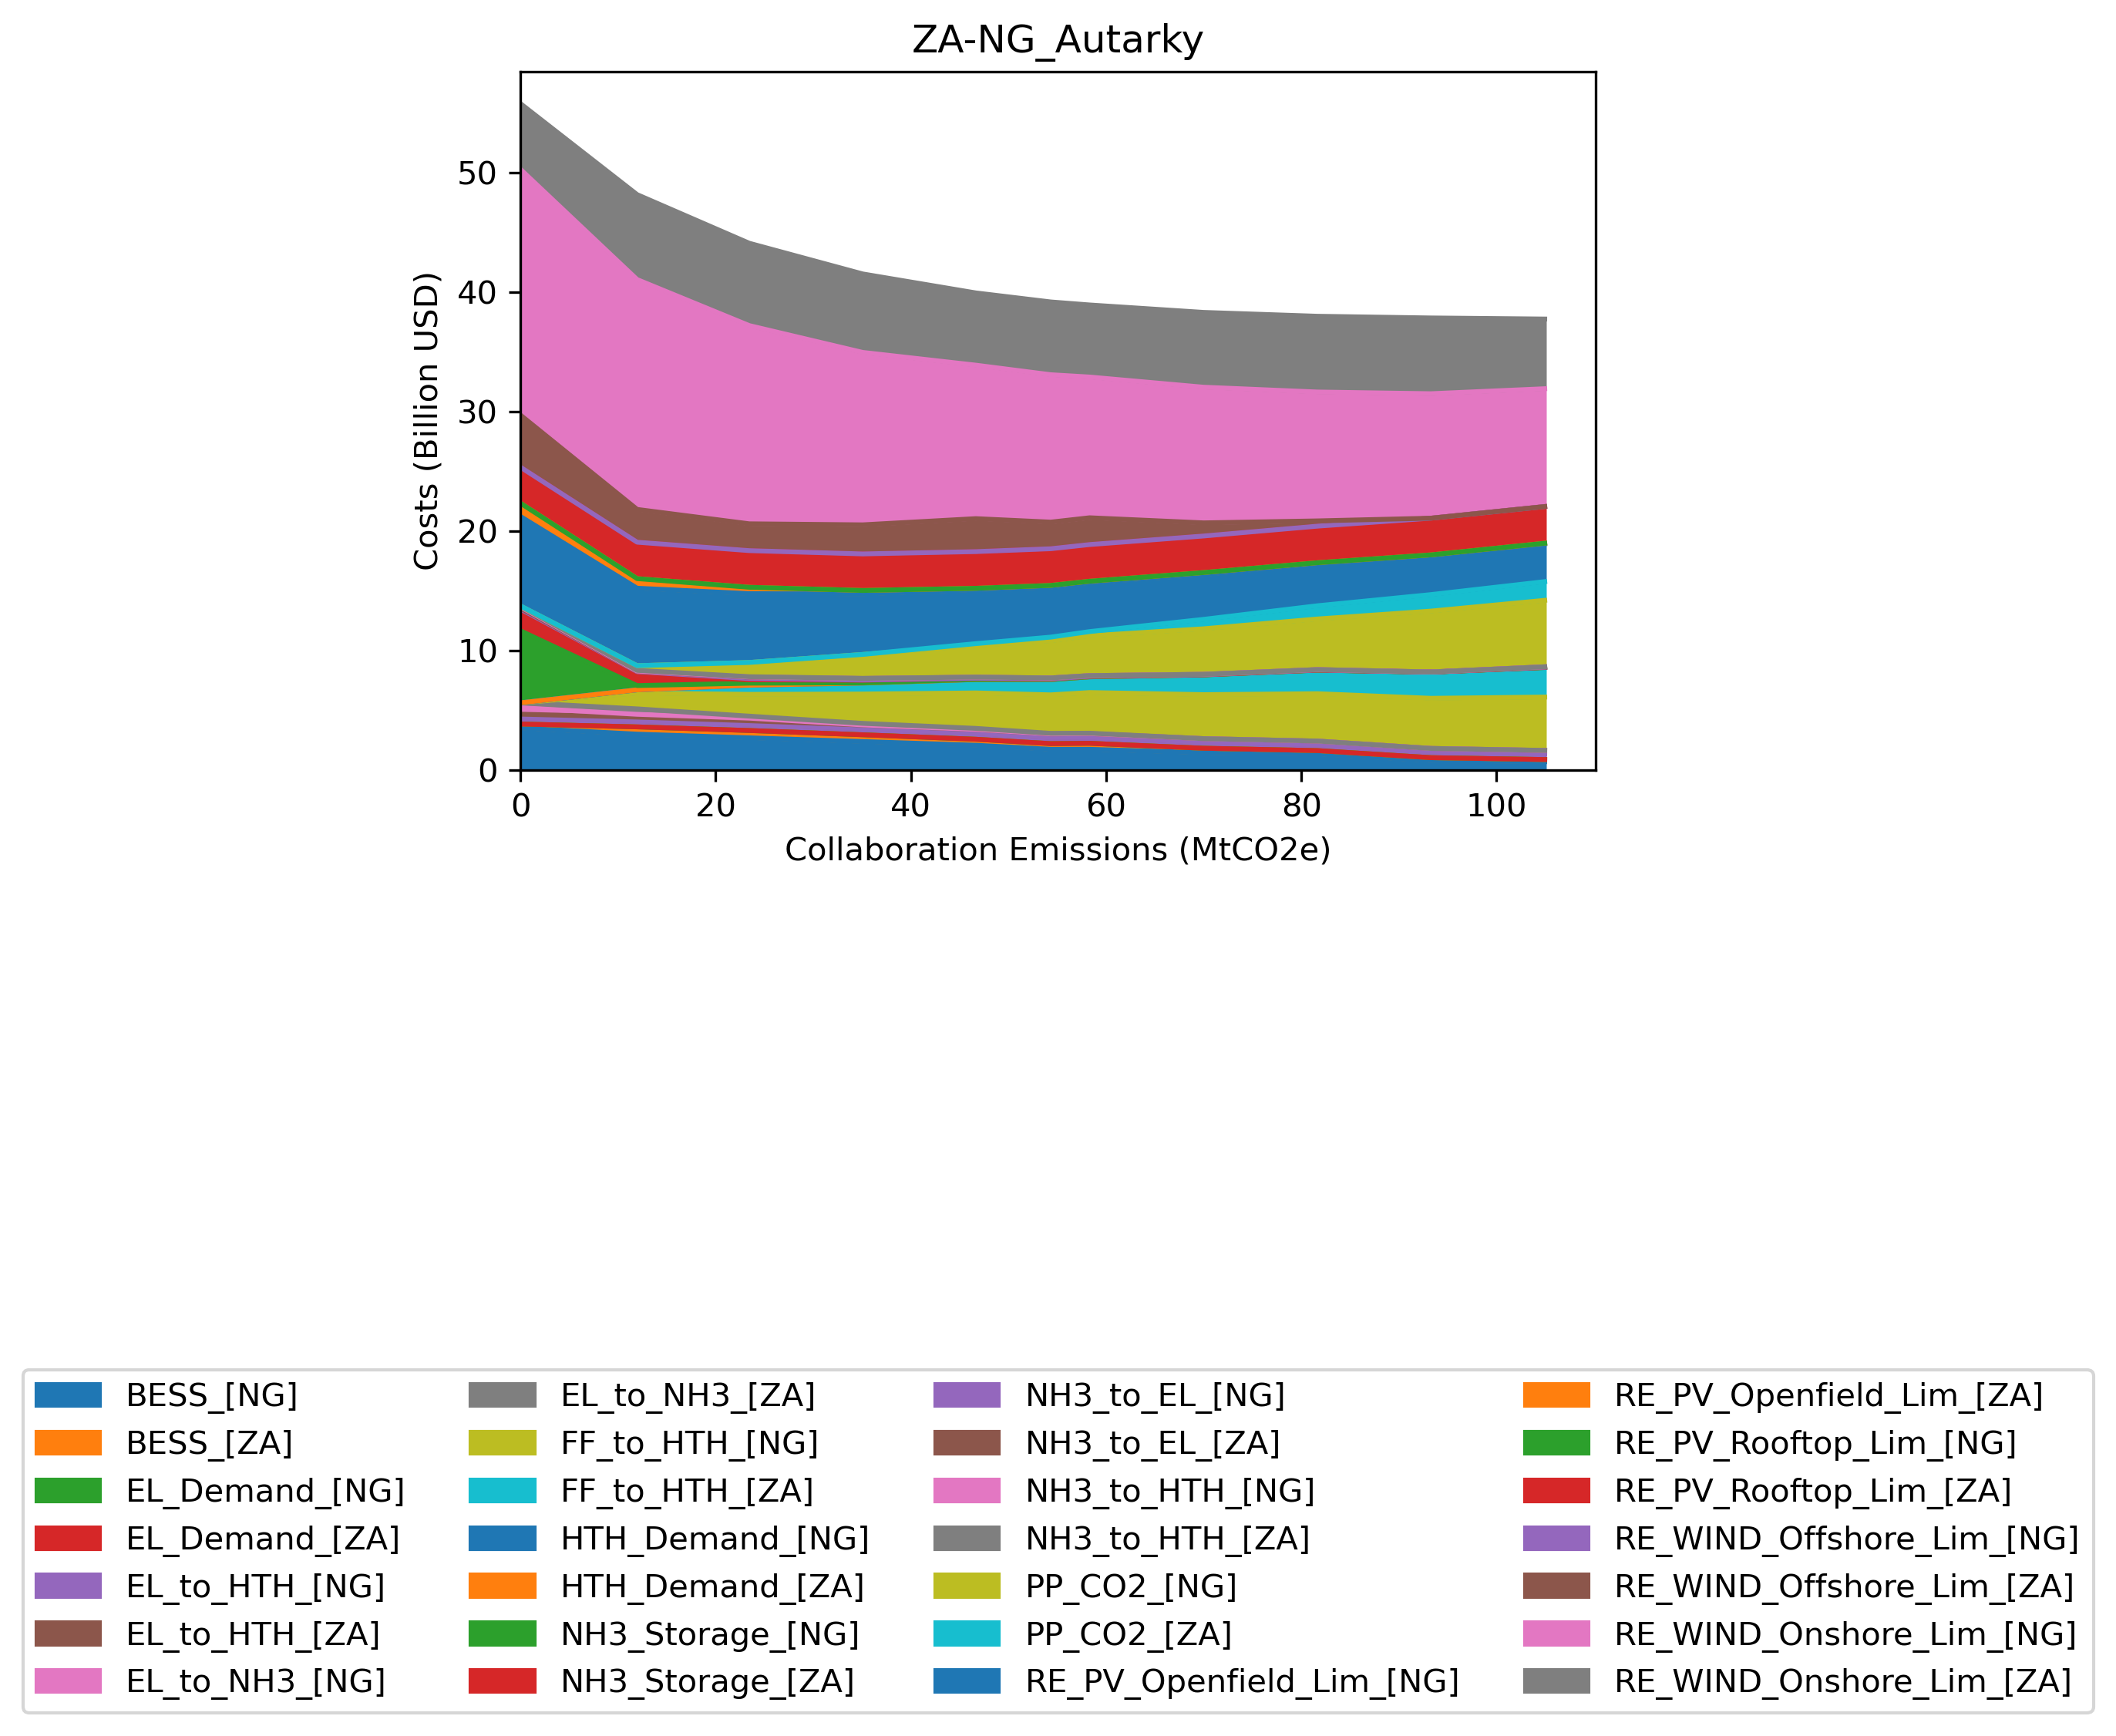 ZA-NG_Autarky
Costs (Billion USD)
50
40
30
20
10
0
0 20 40 60 80 100
Collaboration Emissions (MtCO2e)
BESS_[NG]
BESS_[ZA]
EL_Demand_[NG]
EL_Demand_[ZA]
EL_to_HTH_[NG]
EL_to_HTH_[ZA]
EL_to_NH3_[NG]
EL_to_NH3_[ZA]
FF_to_HTH_[NG]
FF_to_HTH_[ZA]
HTH_Demand_[NG]
HTH_Demand_[ZA]
NH3_Storage_[NG]
NH3_Storage_[ZA]
NH3_to_EL_[NG]
NH3_to_EL_[ZA]
NH3_to_HTH_[NG]
NH3_to_HTH_[ZA]
PP_CO2_[NG]
PP_CO2_[ZA]
RE_PV_Openfield_Lim_[NG]
RE_PV_Openfield_Lim_[ZA]
RE_PV_Rooftop_Lim_[NG]
RE_PV_Rooftop_Lim_[ZA]
RE_WIND_Offshore_Lim_[NG]
RE_WIND_Offshore_Lim_[ZA]
RE_WIND_Onshore_Lim_[NG]
RE_WIND_Onshore_Lim_[ZA]